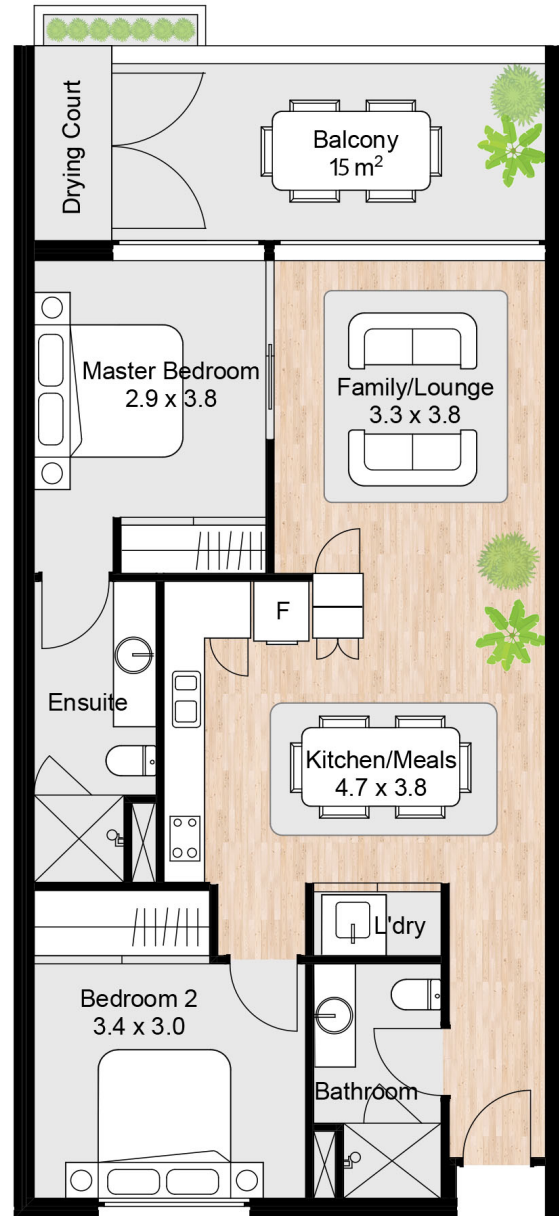 Drying Court
Balcony
15 m²
Master Bedroom
2.9 x 3.8
Family/Lounge
3.3 x 3.8
F
Ensuite
Kitchen/Meals
4.7 x 3.8
L'dry
Bedroom 2
3.4 x 3.0
Bathroom